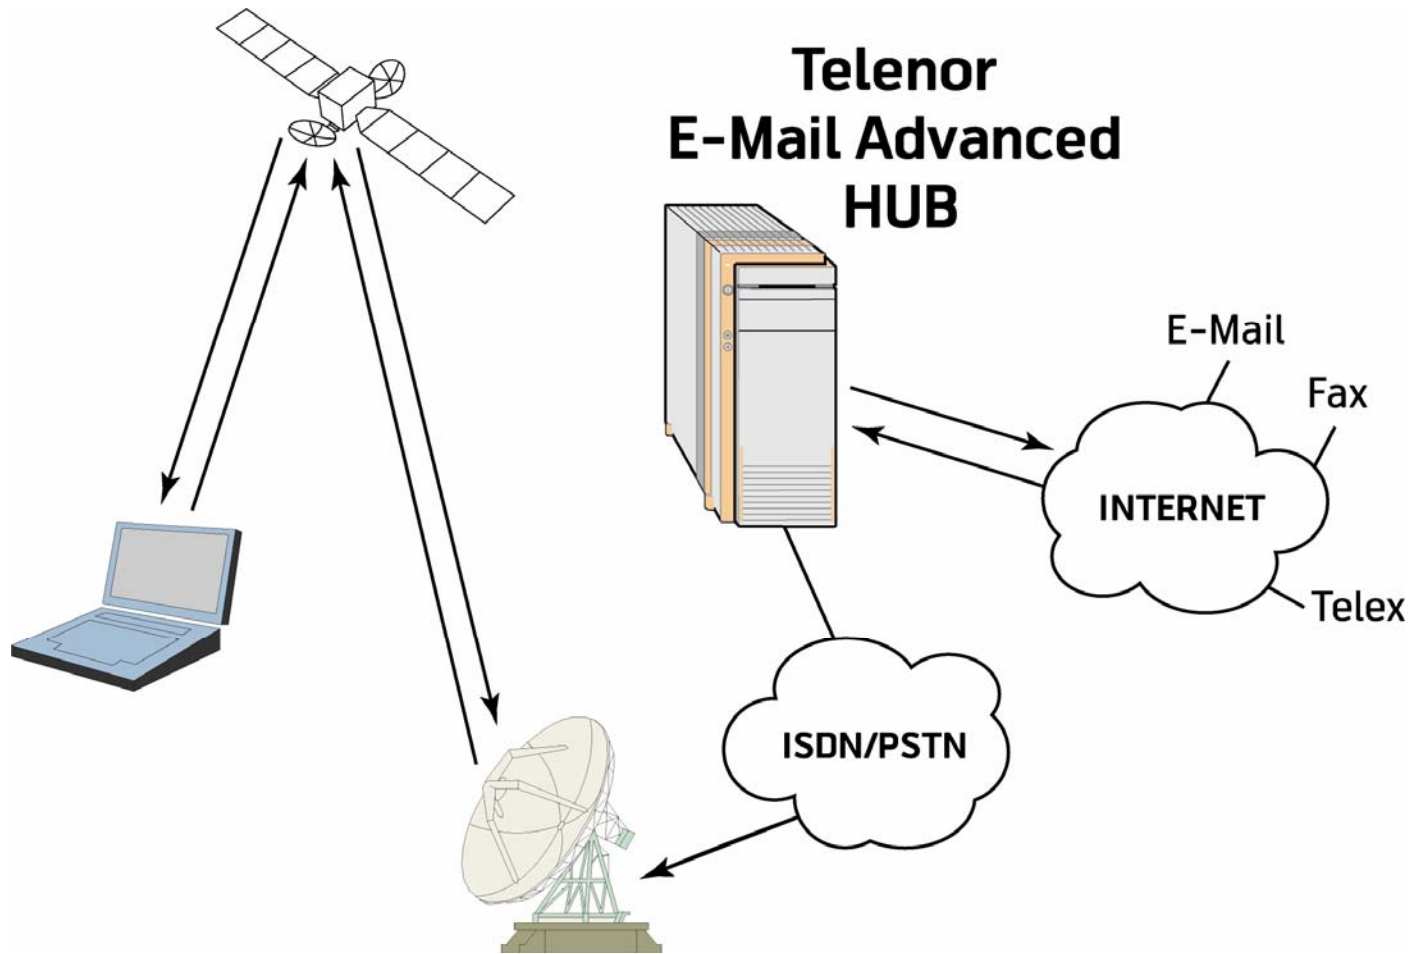 Telenor
E-Mail Advanced
HUB
E-Mail
Fax
INTERNET
Telex
ISDN/PSTN